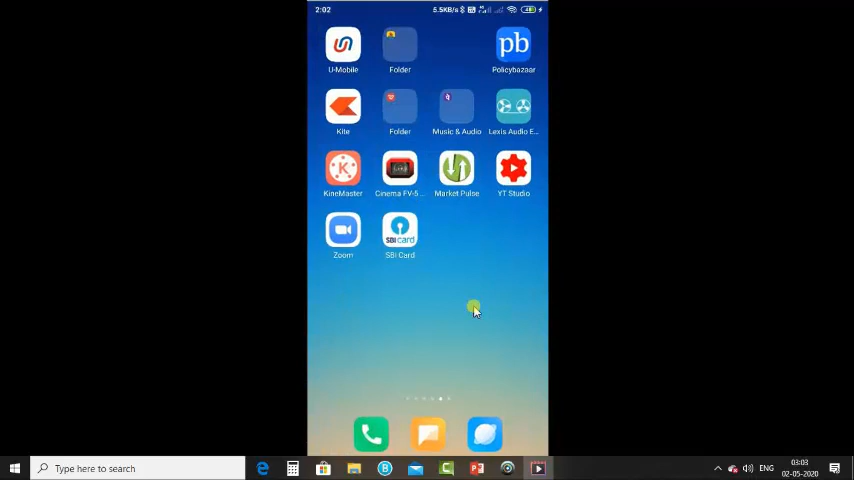 2:02
5.5KB/s
pb
U-Mobile
Folder
Policybazaar
Kite
Folder
Music & Audio
Lexis Audio E...
K
KineMaster
Cinema FV-5 ...
Market Pulse
YT Studio
SBI card
Zoom
SBI Card
Type here to search
ENG
03:03
02-05-2020